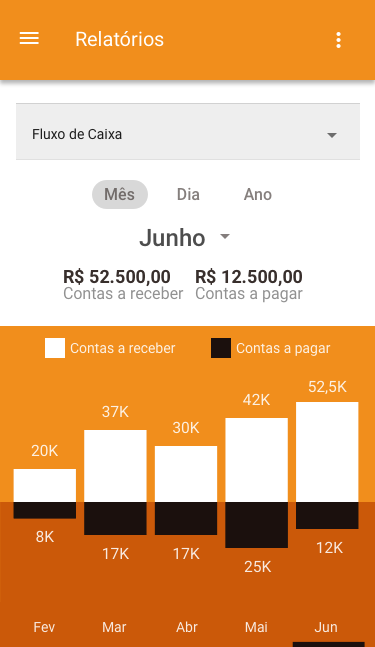 Relatórios
Fluxo de Caixa
Mês Dia Ano
Junho
R$ 52.500,00 R$ 12.500,00
Contas a receber Contas a pagar
Contas a receber Contas a pagar
20K 37K 30K 42K 52,5K
8K 17K 17K 25K 12K
Fev Mar Abr Mai Jun